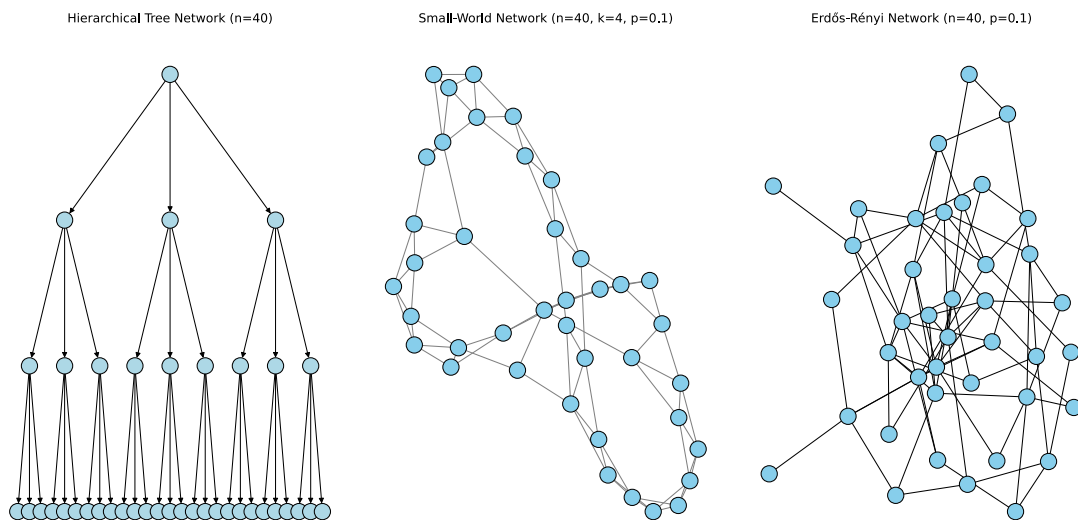 Hierarchical Tree Network (n=40)
Small-World Network (n=40, k=4, p=0.1)
Erdős-Rényi Network (n=40, p=0.1)